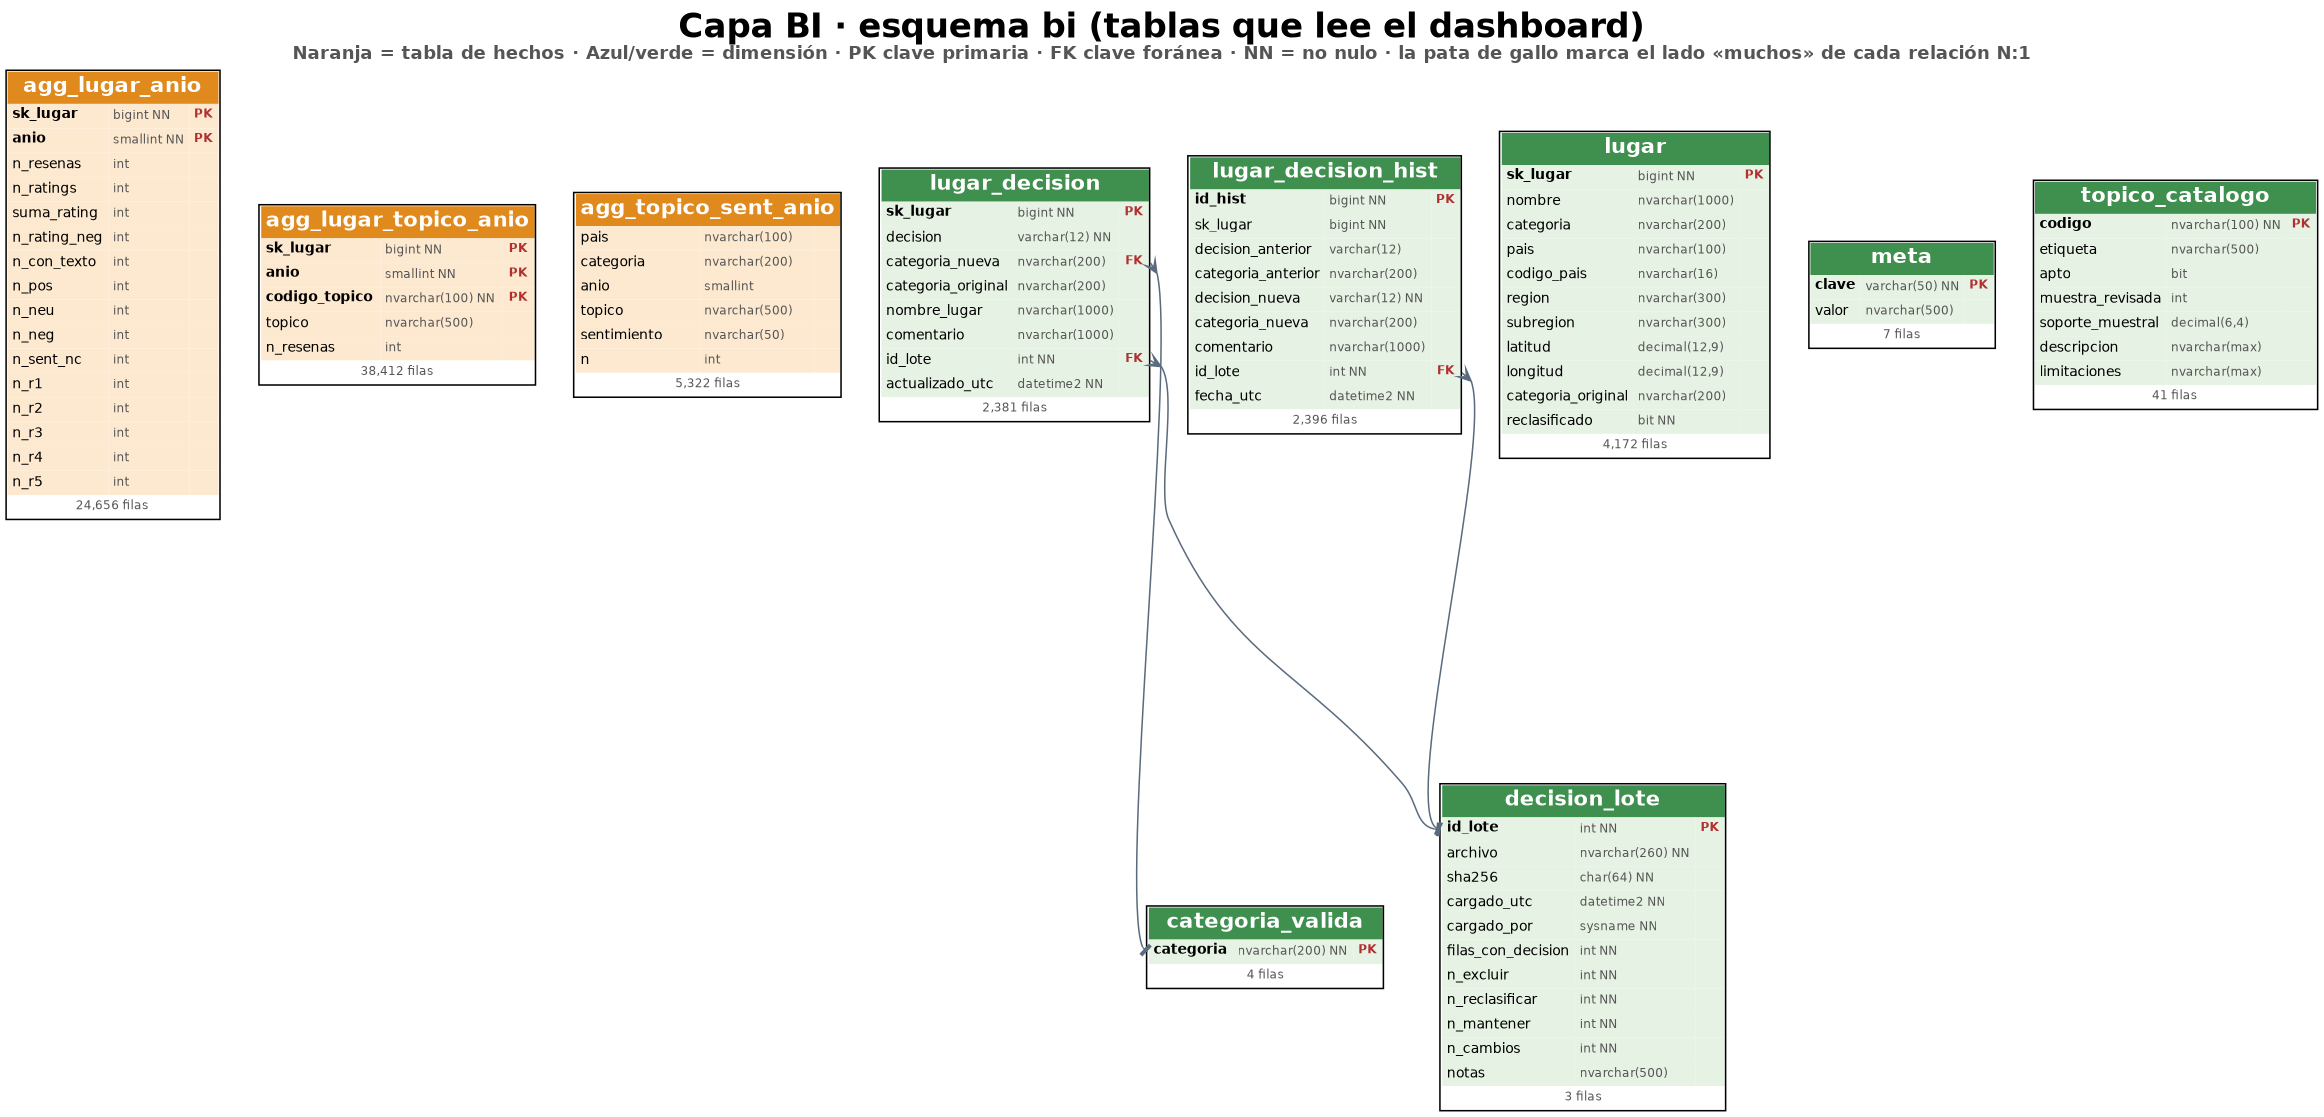 Capa BI · esquema bi (tablas que lee el dashboard)
Naranja = tabla de hechos · Azul/verde = dimensión · PK clave primaria · FK clave foránea · NN = no nulo · la pata de gallo marca el lado «muchos» de cada relación N:1
agg_lugar_anio
sk_lugar bigint NN PK
anio smallint NN PK
n_resenas int
n_ratings int
suma_rating int
n_rating_neg int
n_con_texto int
n_pos int
n_neu int
n_neg int
n_sent_nc int
n_r1 int
n_r2 int
n_r3 int
n_r4 int
n_r5 int
24,656 filas
agg_lugar_topico_anio
sk_lugar bigint NN PK
anio smallint NN PK
codigo_topico nvarchar(100) NN PK
topico nvarchar(500)
n_resenas int
38,412 filas
agg_topico_sent_anio
pais nvarchar(100)
categoria nvarchar(200)
anio smallint
topico nvarchar(500)
sentimiento nvarchar(50)
n int
5,322 filas
lugar_decision
sk_lugar bigint NN PK
decision varchar(12) NN
categoria_nueva nvarchar(200) FK
categoria_original nvarchar(200)
nombre_lugar nvarchar(1000)
comentario nvarchar(1000)
id_lote int NN FK
actualizado_utc datetime2 NN
2,381 filas
lugar_decision_hist
id_hist bigint NN PK
sk_lugar bigint NN
decision_anterior varchar(12)
categoria_anterior nvarchar(200)
decision_nueva varchar(12) NN
categoria_nueva nvarchar(200)
comentario nvarchar(1000)
id_lote int NN FK
fecha_utc datetime2 NN
2,396 filas
lugar
sk_lugar bigint NN PK
nombre nvarchar(1000)
categoria nvarchar(200)
pais nvarchar(100)
codigo_pais nvarchar(16)
region nvarchar(300)
subregion nvarchar(300)
latitud decimal(12,9)
longitud decimal(12,9)
categoria_original nvarchar(200)
reclasificado bit NN
4,172 filas
meta
clave varchar(50) NN PK
valor nvarchar(500)
7 filas
topico_catalogo
codigo nvarchar(100) NN PK
etiqueta nvarchar(500)
apto bit
muestra_revisada int
soporte_muestral decimal(6,4)
descripcion nvarchar(max)
limitaciones nvarchar(max)
41 filas
categoria_valida
categoria nvarchar(200) NN PK
4 filas
decision_lote
id_lote int NN PK
archivo nvarchar(260) NN
sha256 char(64) NN
cargado_utc datetime2 NN
cargado_por sysname NN
filas_con_decision int NN
n_excluir int NN
n_reclasificar int NN
n_mantener int NN
n_cambios int NN
notas nvarchar(500)
3 filas